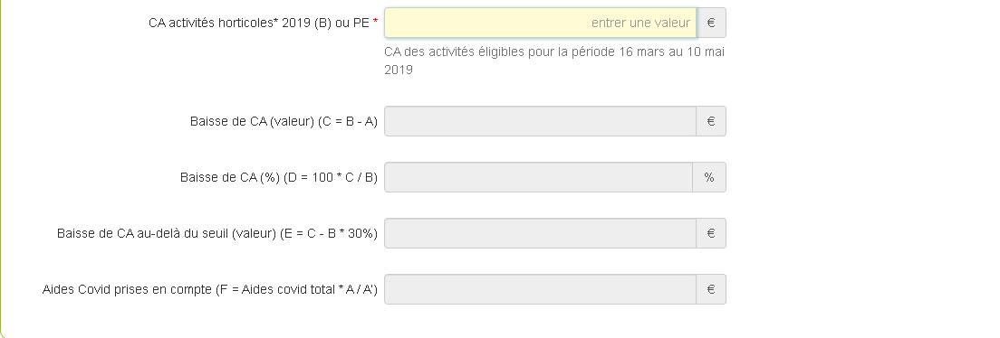 CA activités horticoles* 2019 (B) ou PE * entrer une valeur €
CA des activités éligibles pour la période 16 mars au 10 mai
2019
Baisse de CA (valeur) (C = B - A) €
Baisse de CA (%) (D = 100 * C / B) %
Baisse de CA au-delà du seuil (valeur) (E = C - B * 30%) €
Aides Covid prises en compte (F = Aides covid total * A / A') €